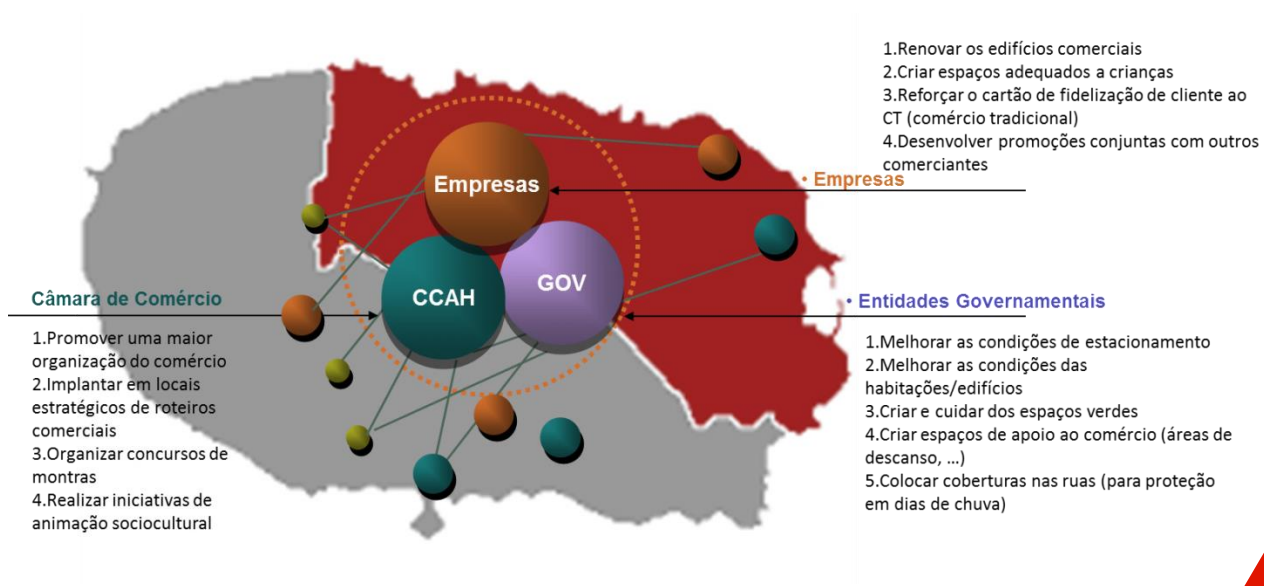 1.Renovar os edifícios comerciais
2.Criar espaços adequados a crianças
3.Reforçar o cartão de fidelização de cliente ao
CT (comércio tradicional)
4.Desenvolver promoções conjuntas com outros
comerciantes
• Empresas
Empresas
CCAH
GOV
Câmara de Comércio
1.Promover uma maior
organização do comércio
2.Implantar em locais
estratégicos de roteiros
comerciais
3.Organizar concursos de
montras
4.Realizar iniciativas de
animação sociocultural
• Entidades Governamentais
1.Melhorar as condições de estacionamento
2.Melhorar as condições das
habitações/edifícios
3.Criar e cuidar dos espaços verdes
4.Criar espaços de apoio ao comércio (áreas de
descanso, ...)
5.Colocar coberturas nas ruas (para proteção
em dias de chuva)